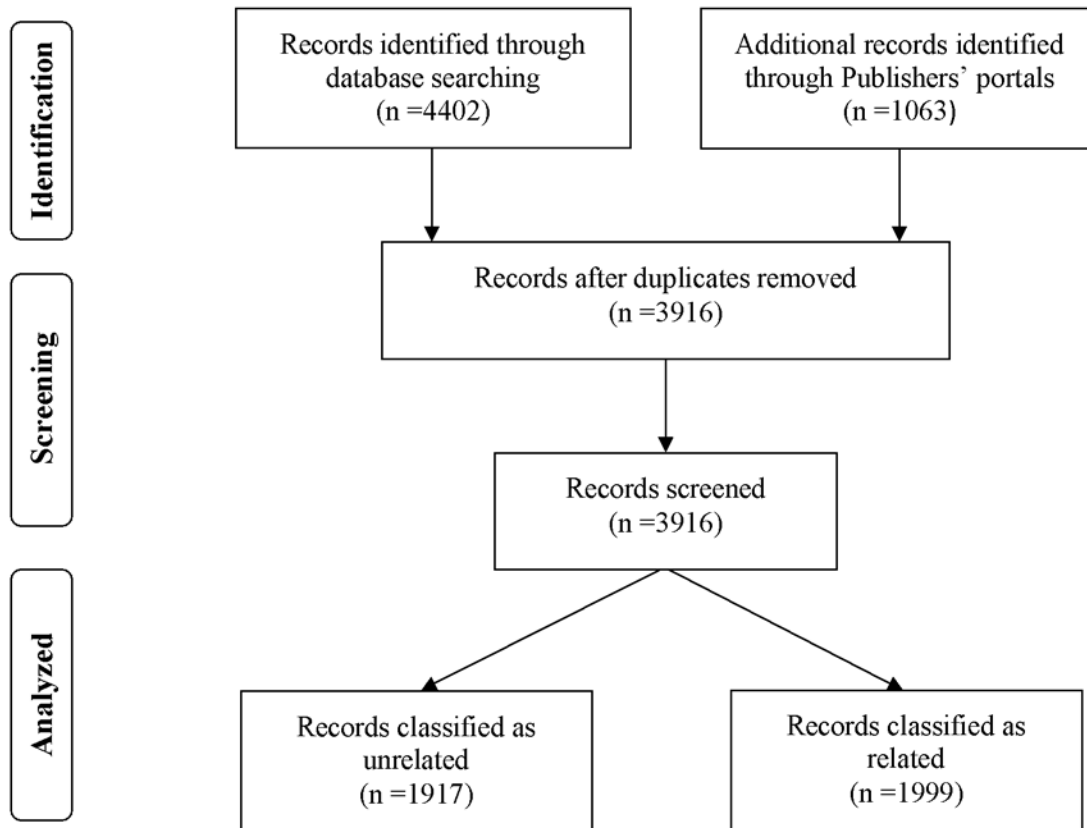 Identification
Records identified through
database searching
(n =4402)
Additional records identified
through Publishers’ portals
(n =1063)
Screening
Records after duplicates removed
(n =3916)
Records screened
(n =3916)
Analyzed
Records classified as
unrelated
(n =1917)
Records classified as
related
(n =1999)